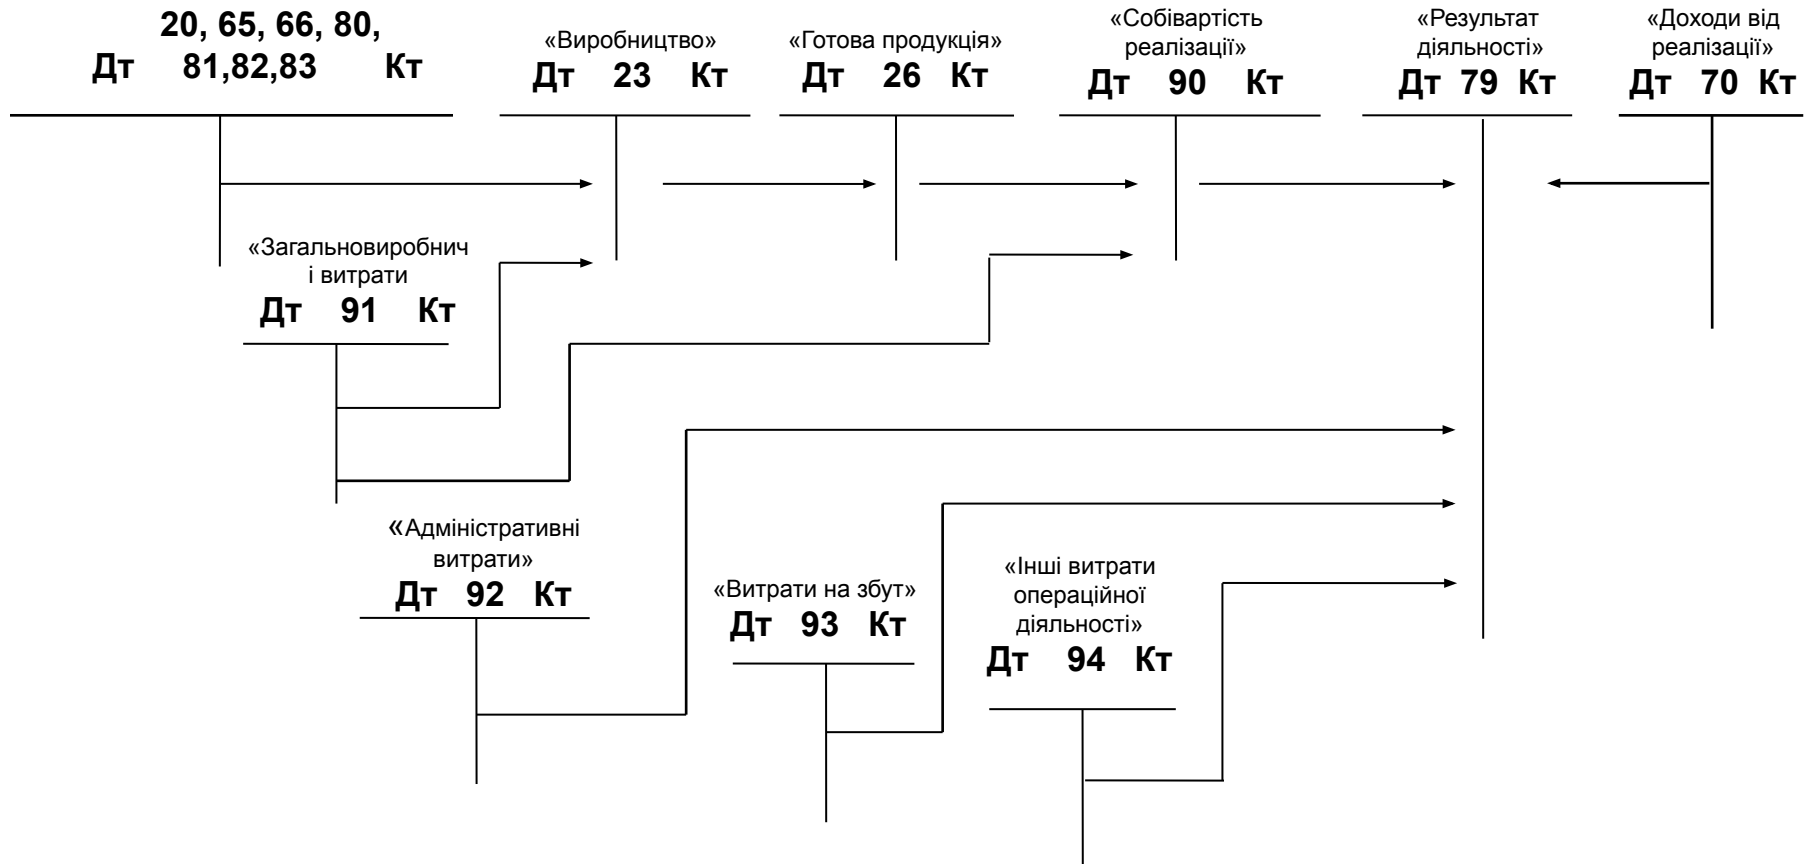 20, 65, 66, 80,
Дт 81,82,83 Кт
«Виробництво»
Дт 23 Кт
«Готова продукція»
Дт 26 Кт
«Собівартість
реалізації»
Дт 90 Кт
«Результат
діяльності»
Дт 79 Кт
«Доходи від
реалізації»
Дт 70 Кт
«Загальновиробнич
і витрати
Дт 91 Кт
«Адміністративні
витрати»
Дт 92 Кт
«Витрати на збут»
Дт 93 Кт
«Інші витрати
операційної
діяльності»
Дт 94 Кт